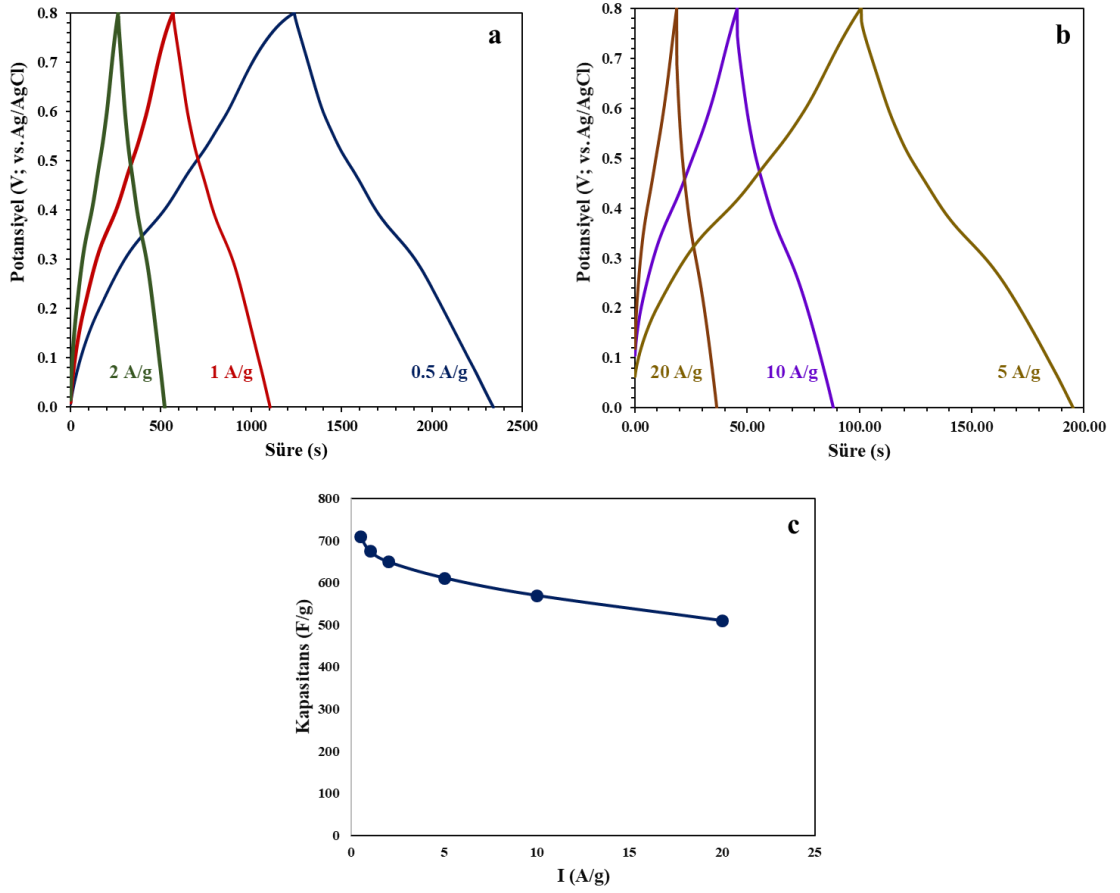 a
Potansiyel (V; vs. Ag/AgCl)
0.8
0.7
0.6
0.5
0.4
0.3
0.2
0.1
0.0
2 A/g
1 A/g
0.5 A/g
0
500
1000
1500
2000
2500
Süre (s)
b
Potansiyel (V; vs. Ag/AgCl)
0.8
0.7
0.6
0.5
0.4
0.3
0.2
0.1
0.0
20 A/g
10 A/g
5 A/g
0.00
50.00
100.00
150.00
200.00
Süre (s)
c
Kapasitans (F/g)
800
700
600
500
400
300
200
100
0
0
5
10
15
20
25
I (A/g)